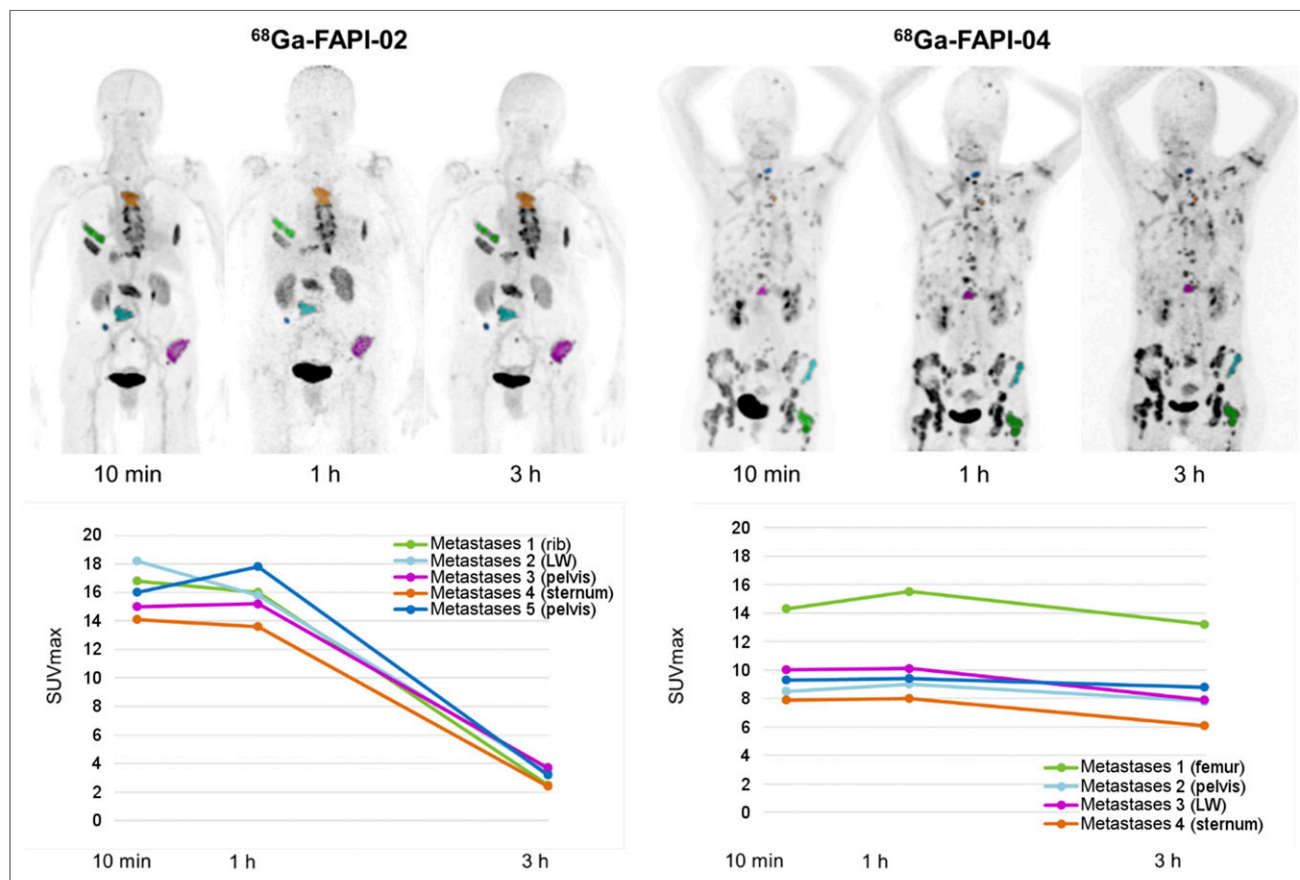 ⁶⁸Ga-FAPI-02
⁶⁸Ga-FAPI-04
10 min
1 h
3 h
10 min
1 h
3 h
SUVmax
20
18
16
14
12
10
8
6
4
2
0
Metastases 1 (rib)
Metastases 2 (LW)
Metastases 3 (pelvis)
Metastases 4 (sternum)
Metastases 5 (pelvis)
10 min
1 h
3 h
SUVmax
20
18
16
14
12
10
8
6
4
2
0
Metastases 1 (femur)
Metastases 2 (pelvis)
Metastases 3 (LW)
Metastases 4 (sternum)
10 min
1 h
3 h